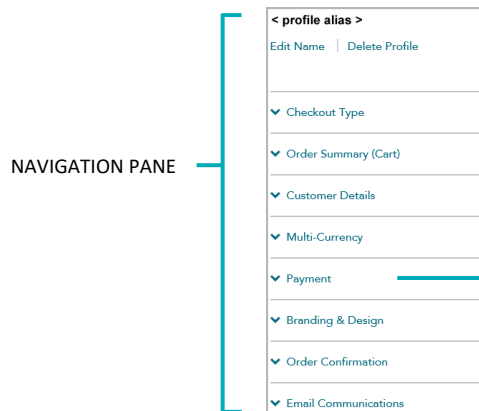 < profile alias >
Edit Name | Delete Profile
Checkout Type
Order Summary (Cart)
NAVIGATION PANE
Customer Details
Multi-Currency
Payment
Branding & Design
Order Confirmation
Email Communications